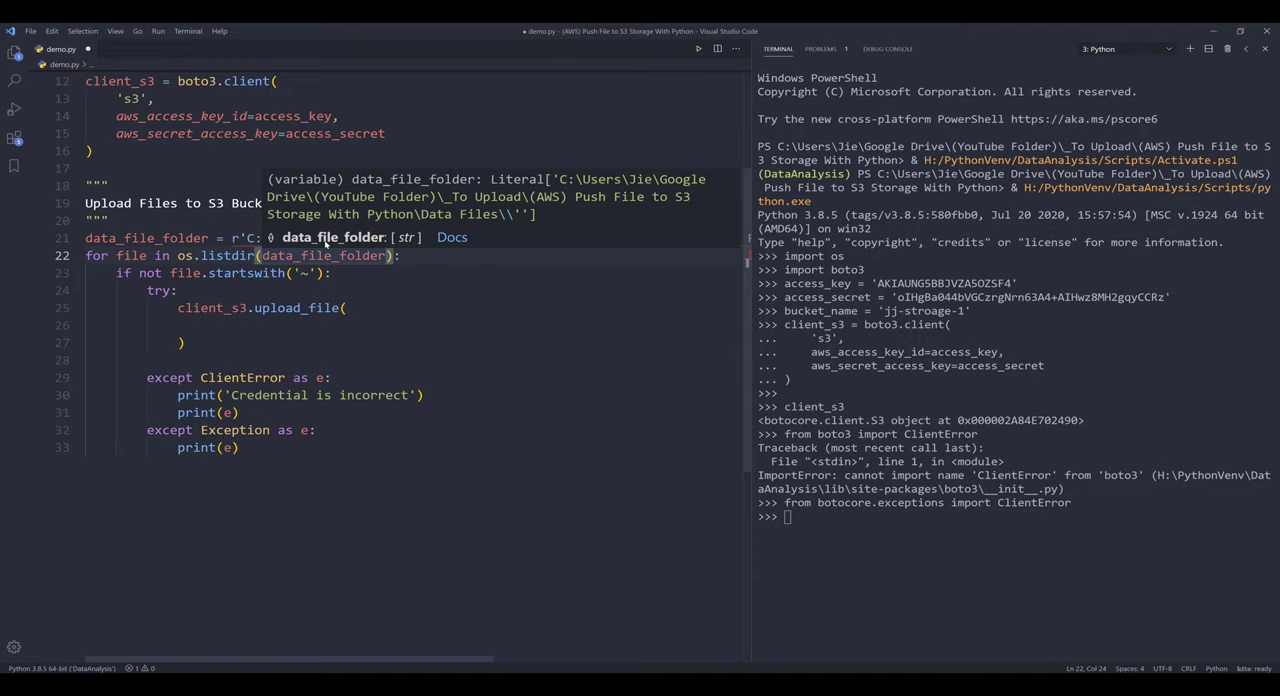 File Edit Selection View Go Run Terminal Help
● demo.py - (AWS) Push File to S3 Storage With Python - Visual Studio Code
demo.py ●
demo.py > ...
12 client_s3 = boto3.client(
13 's3',
14 aws_access_key_id=access_key,
15 aws_secret_access_key=access_secret
16 )
17
18 """
19 Upload Files to S3 Buck
20 """
21 data_file_folder = r'C:
22 for file in os.listdir(data_file_folder):
23 if not file.startswith('~'):
24 try:
25 client_s3.upload_file(
26
27 )
28
29 except ClientError as e:
30 print('Credential is incorrect')
31 print(e)
32 except Exception as e:
33 print(e)
(variable) data_file_folder: Literal['C:\Users\Jie\Google
Drive\(YouTube Folder)\_To Upload\(AWS) Push File to S3
Storage With Python\Data Files\\'']
data_file_folder: [ str ] Docs
TERMINAL PROBLEMS 1 DEBUG CONSOLE
3: Python
Windows PowerShell
Copyright (C) Microsoft Corporation. All rights reserved.
Try the new cross-platform PowerShell https://aka.ms/pscore6
PS C:\Users\Jie\Google Drive\(YouTube Folder)\_To Upload\(AWS) Push File to S
3 Storage With Python> & H:/PythonVenv/DataAnalysis/Scripts/Activate.ps1
(DataAnalysis) PS C:\Users\Jie\Google Drive\(YouTube Folder)\_To Upload\(AWS)
Push File to S3 Storage With Python> & H:/PythonVenv/DataAnalysis/Scripts/py
thon.exe
Python 3.8.5 (tags/v3.8.5:580fbb0, Jul 20 2020, 15:57:54) [MSC v.1924 64 bit
(AMD64)] on win32
Type "help", "copyright", "credits" or "license" for more information.
>>> import os
>>> import boto3
>>> access_key = 'AKIAUNG5BBJVZA5OZSF4'
>>> access_secret = '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'
>>> bucket_name = 'jj-stroage-1'
>>> client_s3 = boto3.client(
... 's3',
... aws_access_key_id=access_key,
... aws_secret_access_key=access_secret
... )
>>>
>>> client_s3
<botocore.client.S3 object at 0x000002A84E702490>
>>> from boto3 import ClientError
Traceback (most recent call last):
File "<stdin>", line 1, in <module>
ImportError: cannot import name 'ClientError' from 'boto3' (H:\PythonVenv\Dat
aAnalysis\lib\site-packages\boto3\__init__.py)
>>> from botocore.exceptions import ClientError
>>>
Python 3.8.5 64-bit ('DataAnalysis') 1 0
Ln 22, Col 24 Spaces: 4 UTF-8 CRLF Python